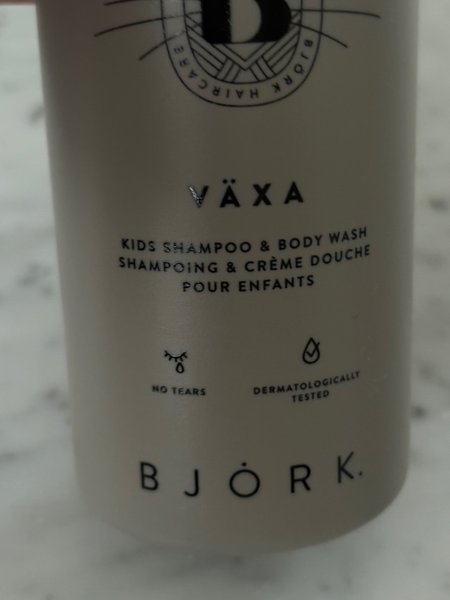 B
BJÖRK HAIRCARE
VÄXA
KIDS SHAMPOO & BODY WASH
SHAMPOING & CRÈME DOUCHE
POUR ENFANTS
NO TEARS
DERMATOLOGICALLY
TESTED
BJÖRK.